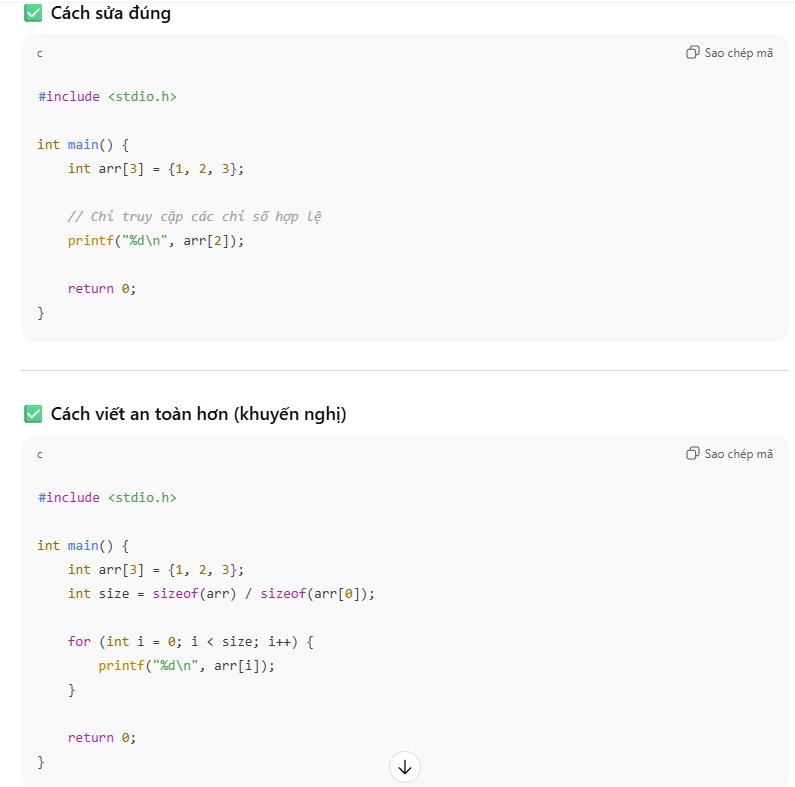 ✅ Cách sửa đúng
c
Sao chép mã
#include <stdio.h>
int main() {
    int arr[3] = {1, 2, 3};
    // Chỉ truy cập các chỉ số hợp lệ
    printf("%d\n", arr[2]);
    return 0;
}
✅ Cách viết an toàn hơn (khuyến nghị)
c
Sao chép mã
#include <stdio.h>
int main() {
    int arr[3] = {1, 2, 3};
    int size = sizeof(arr) / sizeof(arr[0]);
    for (int i = 0; i < size; i++) {
        printf("%d\n", arr[i]);
    }
    return 0;
}